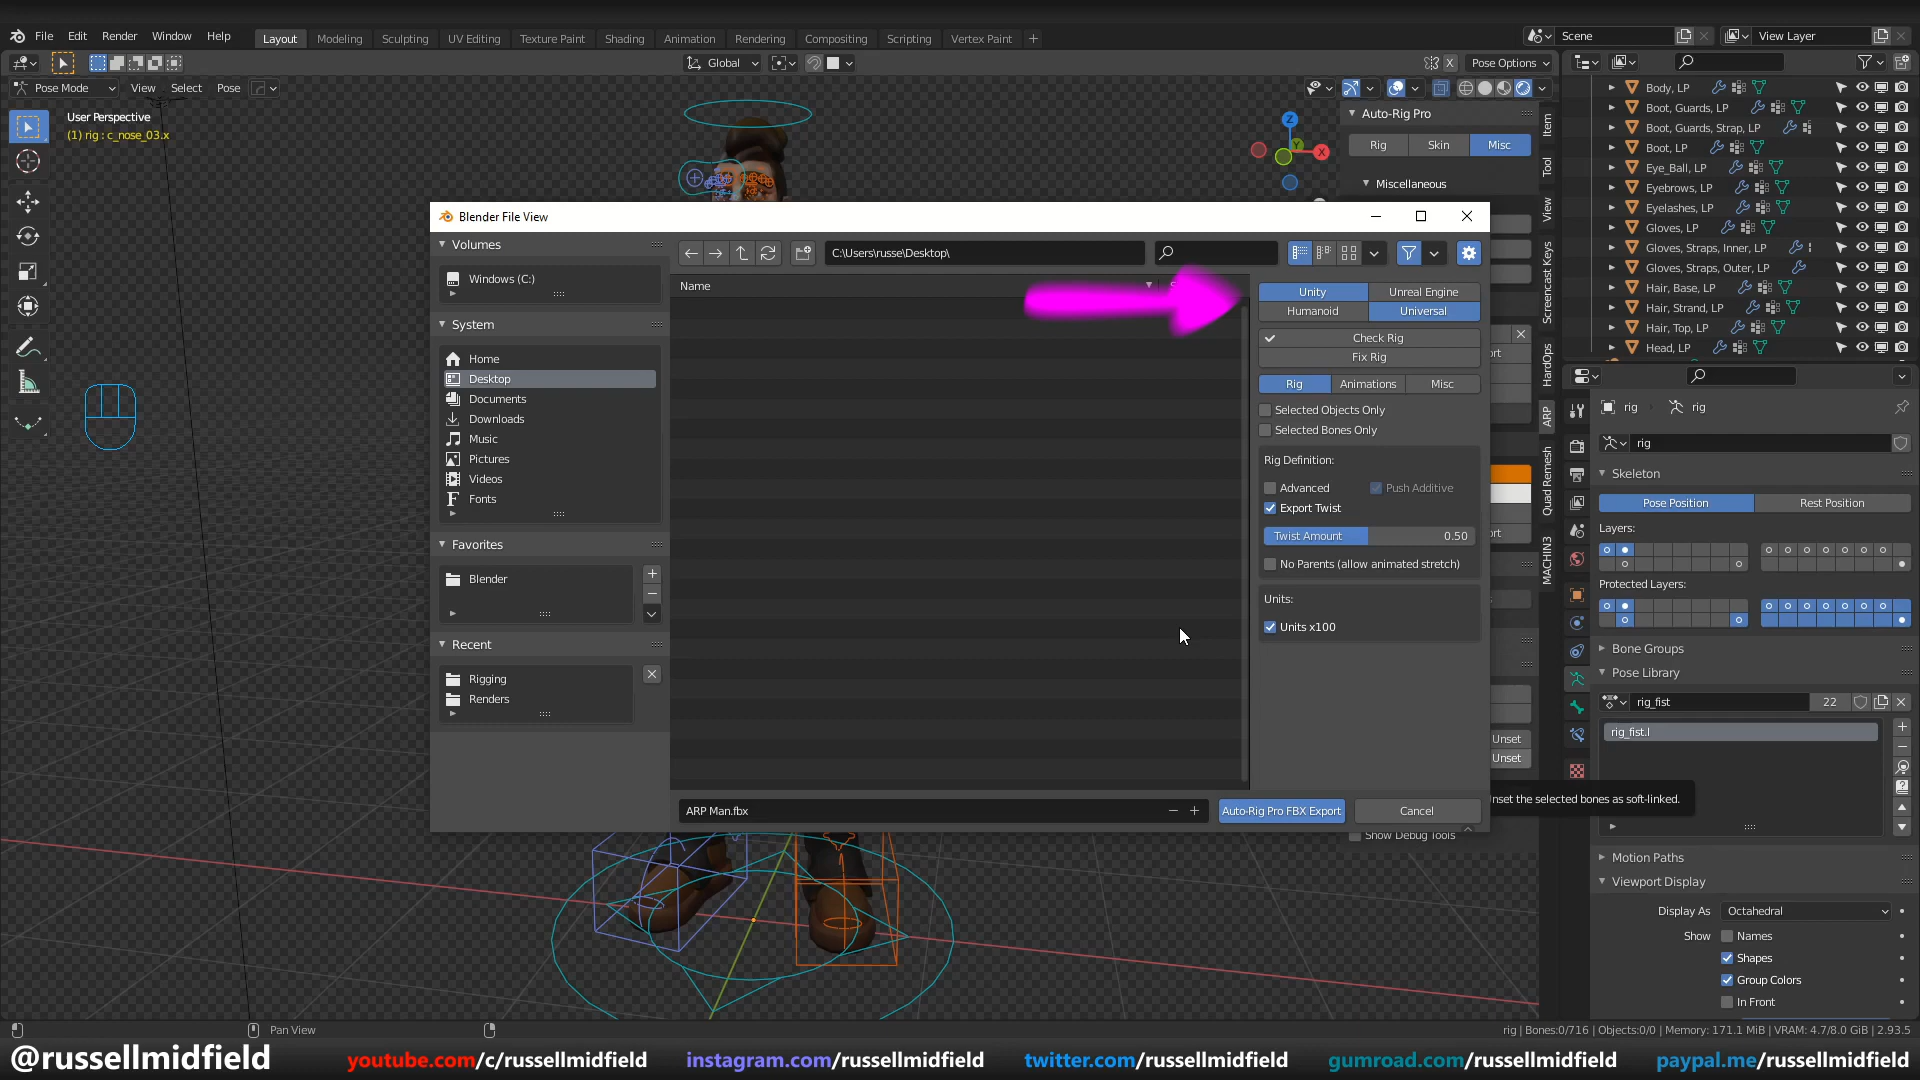 File Edit Render Window Help Layout Modeling Sculpting UV Editing Texture Paint Shading Animation Rendering Compositing Scripting Vertex Paint + Scene View Layer
Global X Pose Options
Pose Mode View Select Pose
User Perspective
(1) rig : c_nose_03.x
Z
Y
X
Auto-Rig Pro
Rig Skin Misc
Miscellaneous
Item
Tool
View
Screencast Keys
HardOps
ARP
Quad Remesh
MACHIN3
Body, LP
Boot, Guards, LP
Boot, Guards, Strap, LP
Boot, LP
Eye_Ball, LP
Eyebrows, LP
Eyelashes, LP
Gloves, LP
Gloves, Straps, Inner, LP
Gloves, Straps, Outer, LP
Hair, Base, LP
Hair, Strand, LP
Hair, Top, LP
Head, LP
Blender File View
Volumes
Windows (C:)
System
Home
Desktop
Documents
Downloads
Music
Pictures
Videos
Fonts
Favorites
Blender
Recent
Rigging
Renders
C:\Users\russe\Desktop\
Name
Unity Unreal Engine
Humanoid Universal
Check Rig
Fix Rig
Rig Animations Misc
Selected Objects Only
Selected Bones Only
Rig Definition:
Advanced Push Additive
Export Twist
Twist Amount 0.50
No Parents (allow animated stretch)
Units:
Units x100
ARP Man.fbx
Auto-Rig Pro FBX Export Cancel
Unset
Unset
nset the selected bones as soft-linked.
Show Debug Tools
rig rig
rig
Skeleton
Pose Position Rest Position
Layers:
Protected Layers:
Bone Groups
Pose Library
rig_fist 22
rig_fist.l
Motion Paths
Viewport Display
Display As Octahedral
Show Names
Shapes
Group Colors
In Front
Pan View
rig | Bones:0/716 | Objects:0/0 | Memory: 171.1 MiB | VRAM: 4.7/8.0 GiB | 2.93.5
@russellmidfield youtube.com/c/russellmidfield instagram.com/russellmidfield twitter.com/russellmidfield gumroad.com/russellmidfield paypal.me/russellmidfield